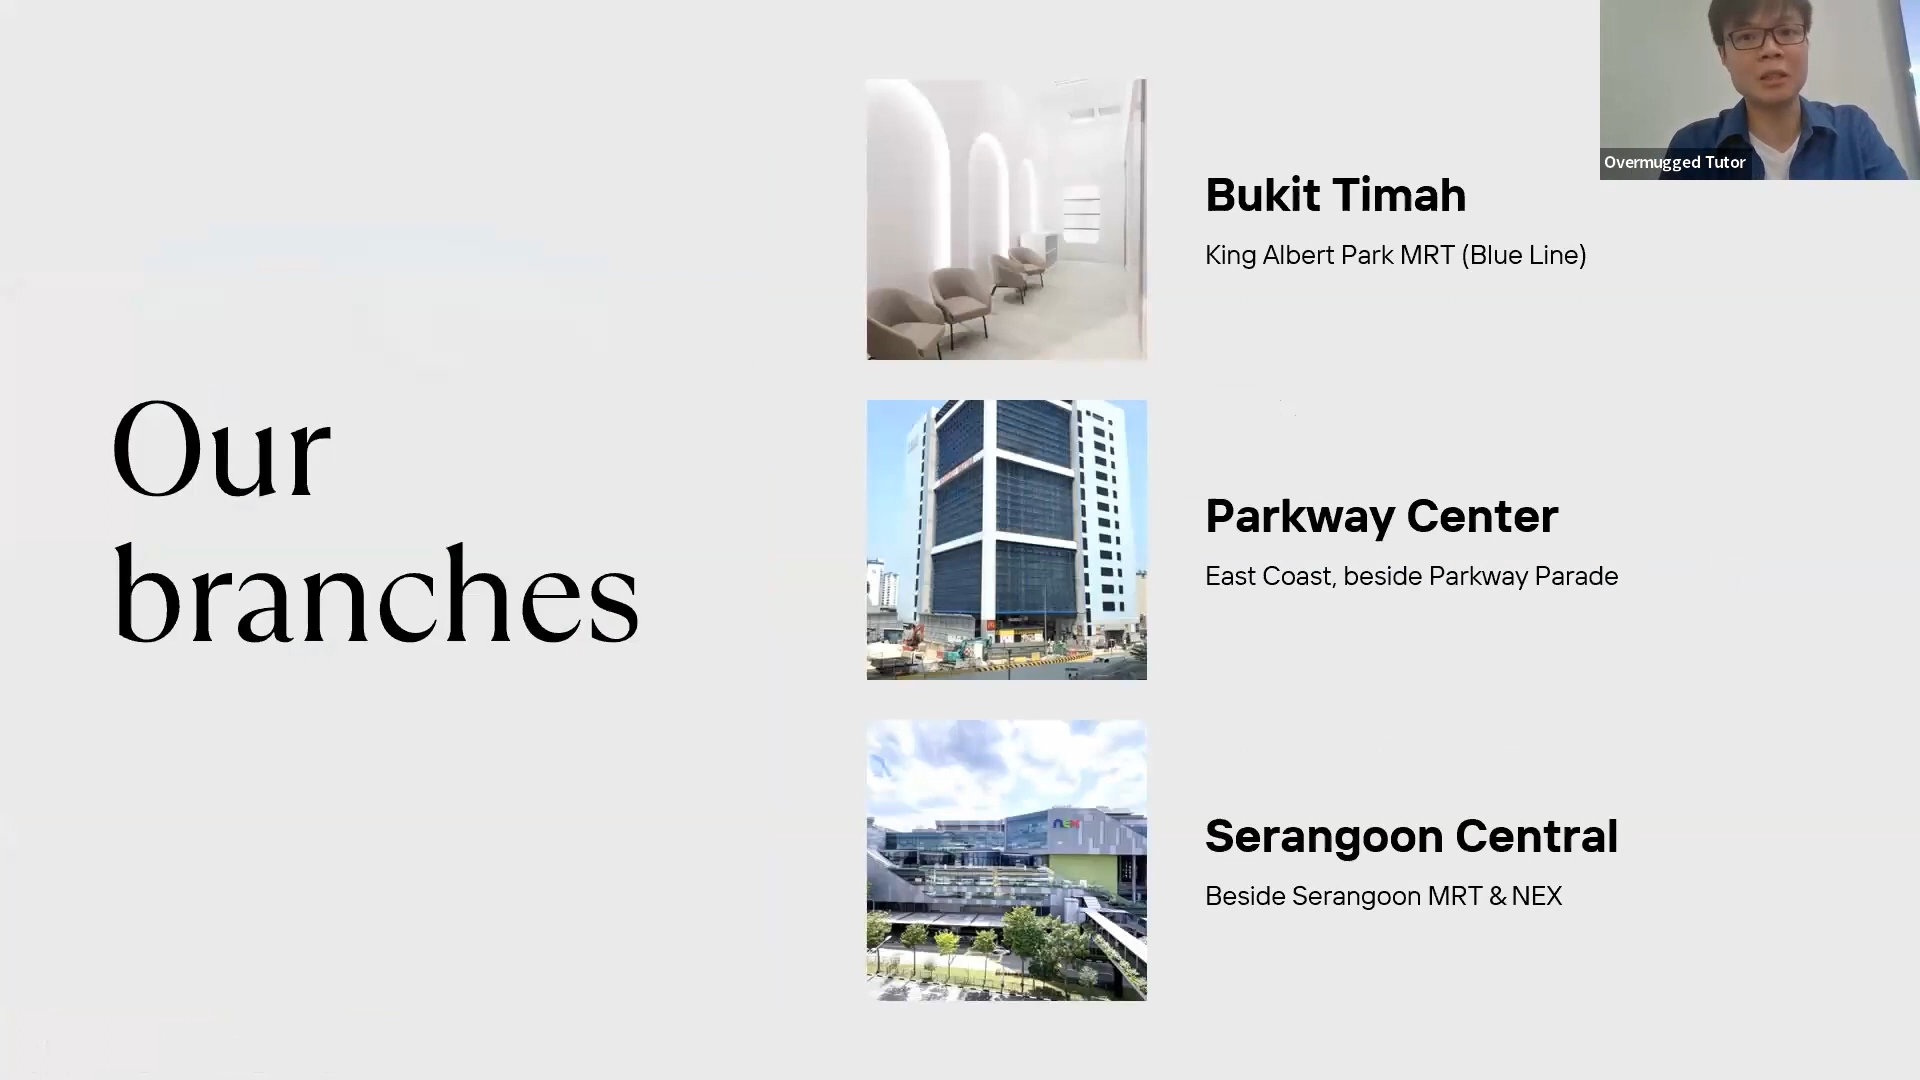 Our
branches
Bukit Timah
King Albert Park MRT (Blue Line)
Parkway Center
East Coast, beside Parkway Parade
nex
Serangoon Central
Beside Serangoon MRT & NEX
Overmugged Tutor